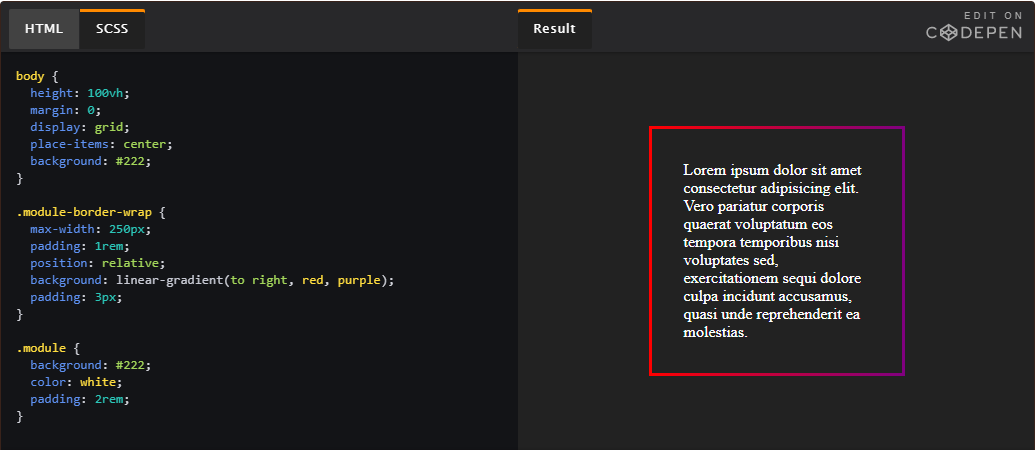 HTML
SCSS
Result
EDIT ON
CODEPEN
body {
  height: 100vh;
  margin: 0;
  display: grid;
  place-items: center;
  background: #222;
}
.module-border-wrap {
  max-width: 250px;
  padding: 1rem;
  position: relative;
  background: linear-gradient(to right, red, purple);
  padding: 3px;
}
.module {
  background: #222;
  color: white;
  padding: 2rem;
}
Lorem ipsum dolor sit amet
consectetur adipisicing elit.
Vero pariatur corporis
quaerat voluptatum eos
tempora temporibus nisi
voluptates sed,
exercitationem sequi dolore
culpa incidunt accusamus,
quasi unde reprehenderit ea
molestias.